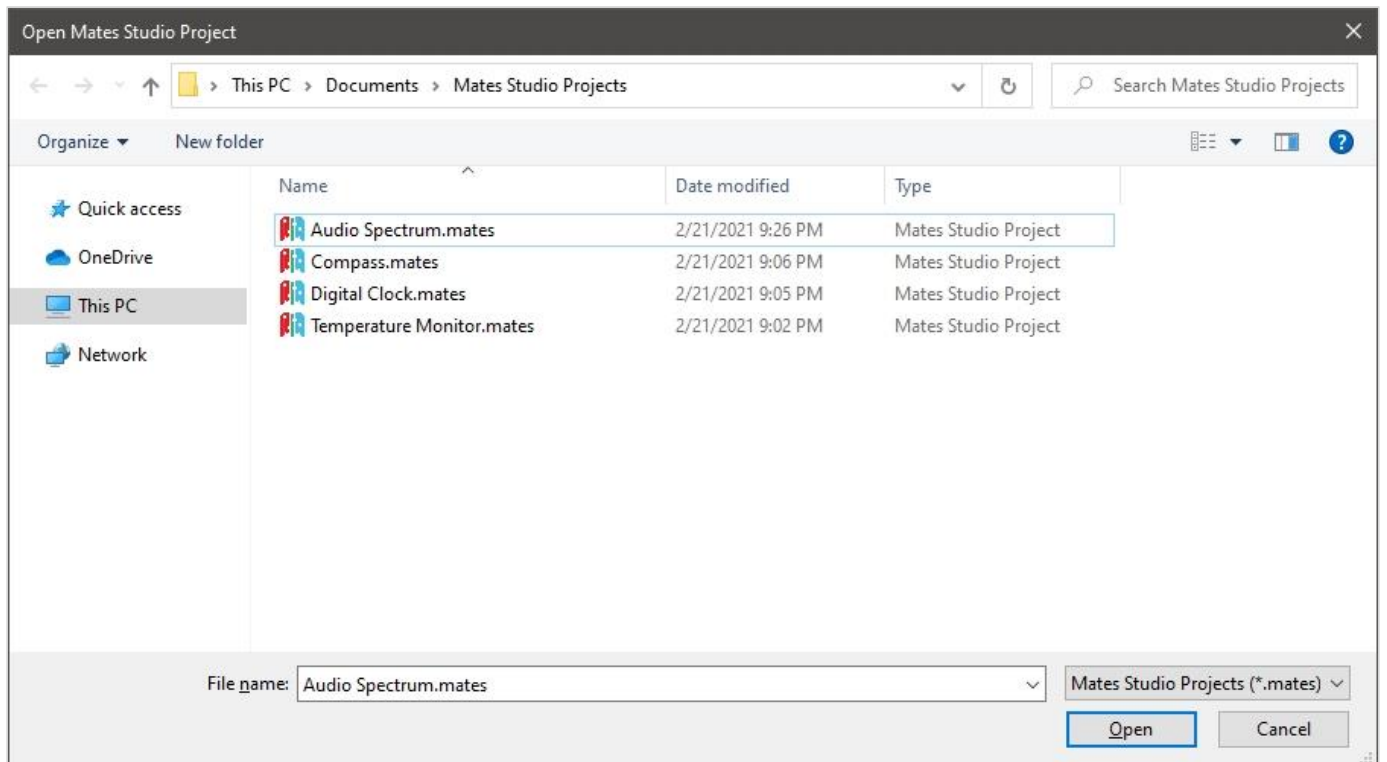 Open Mates Studio Project
This PC > Documents > Mates Studio Projects
Search Mates Studio Projects
Organize
New folder
?
Name
Date modified
Type
Quick access
OneDrive
This PC
Network
Audio Spectrum.mates 2/21/2021 9:26 PM Mates Studio Project
Compass.mates 2/21/2021 9:06 PM Mates Studio Project
Digital Clock.mates 2/21/2021 9:05 PM Mates Studio Project
Temperature Monitor.mates 2/21/2021 9:02 PM Mates Studio Project
File name: Audio Spectrum.mates
Mates Studio Projects (*.mates)
Open
Cancel